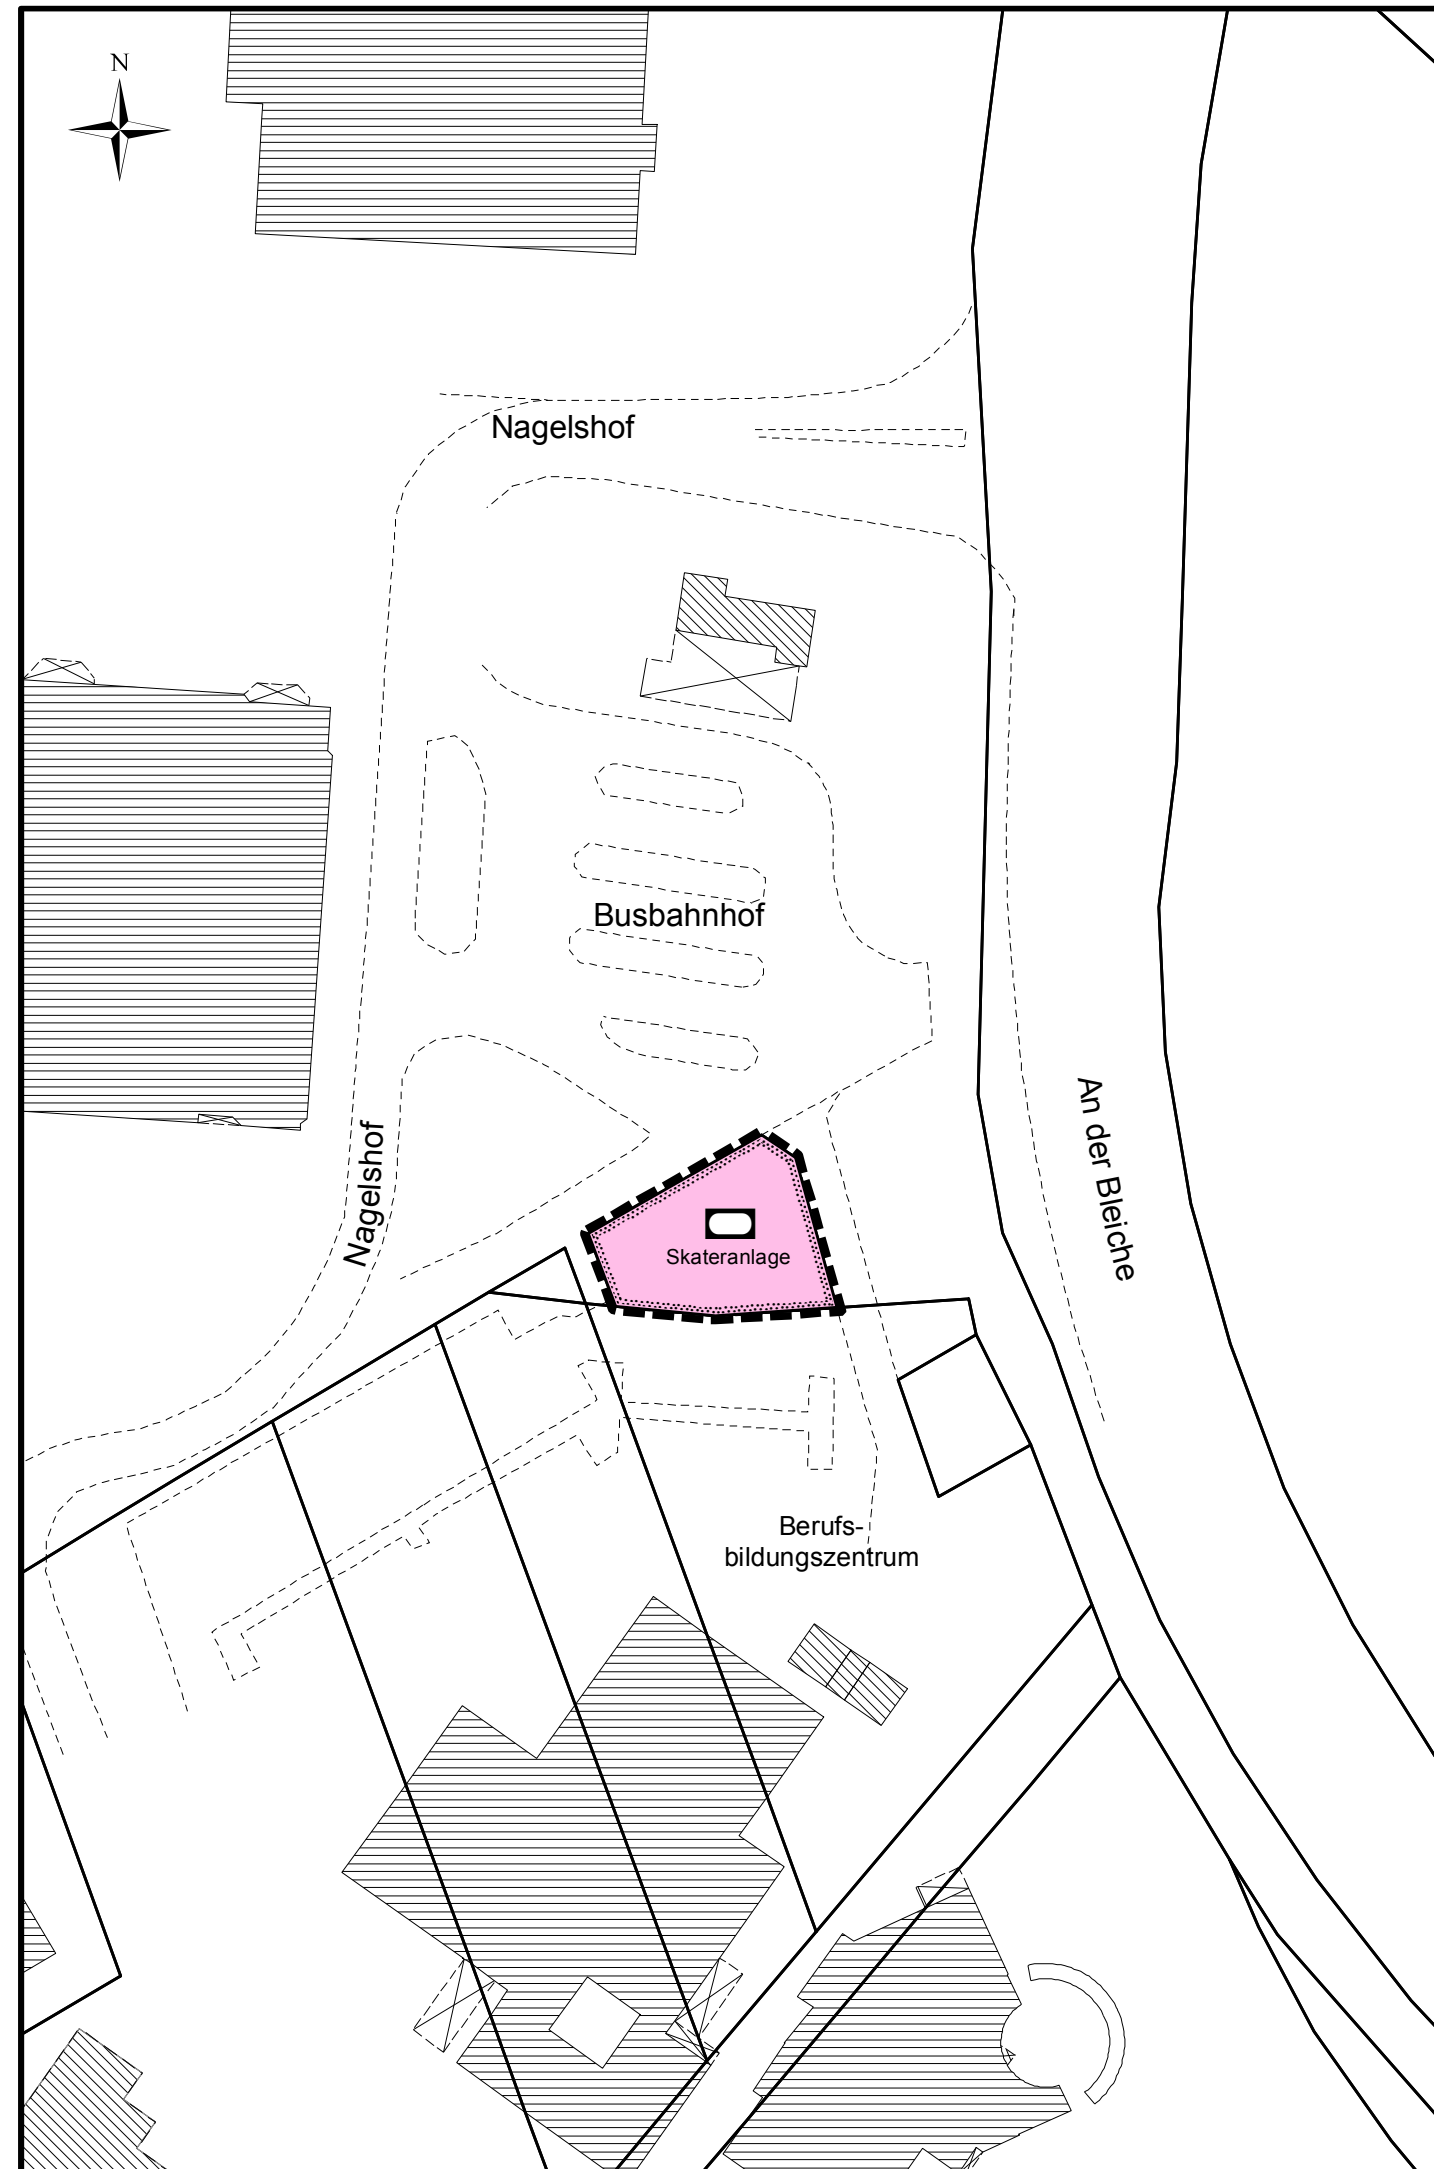 N
Nagelshof
Busbahnhof
An der Bleiche
Nagelshof
Skateranlage
Berufs-
bildungszentrum